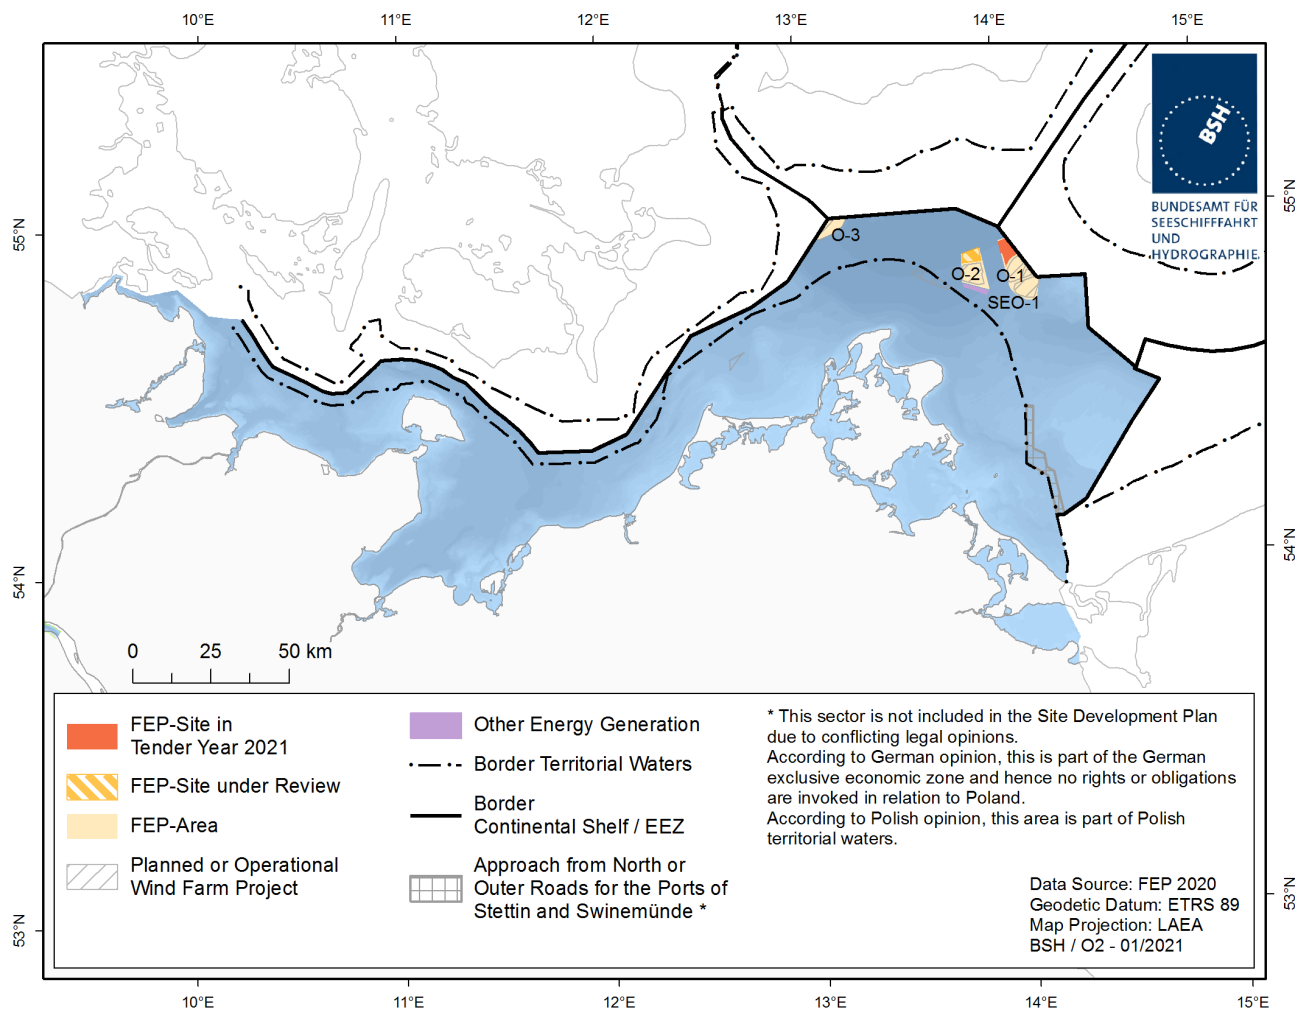 10°E 11°E 12°E 13°E 14°E 15°E
55°N
55°N
54°N
54°N
53°N
53°N
BSH
BUNDESAMT FÜR
SEESCHIFFFAHRT
UND
HYDROGRAPHIE
O-3
O-2
O-1
SEO-1
0 25 50 km
FEP-Site in
Tender Year 2021
FEP-Site under Review
FEP-Area
Planned or Operational
Wind Farm Project
Other Energy Generation
Border Territorial Waters
Border
Continental Shelf / EEZ
Approach from North or
Outer Roads for the Ports of
Stettin and Swinemünde *
* This sector is not included in the Site Development Plan
due to conflicting legal opinions.
According to German opinion, this is part of the German
exclusive economic zone and hence no rights or obligations
are invoked in relation to Poland.
According to Polish opinion, this area is part of Polish
territorial waters.
Data Source: FEP 2020
Geodetic Datum: ETRS 89
Map Projection: LAEA
BSH / O2 - 01/2021
10°E 11°E 12°E 13°E 14°E 15°E